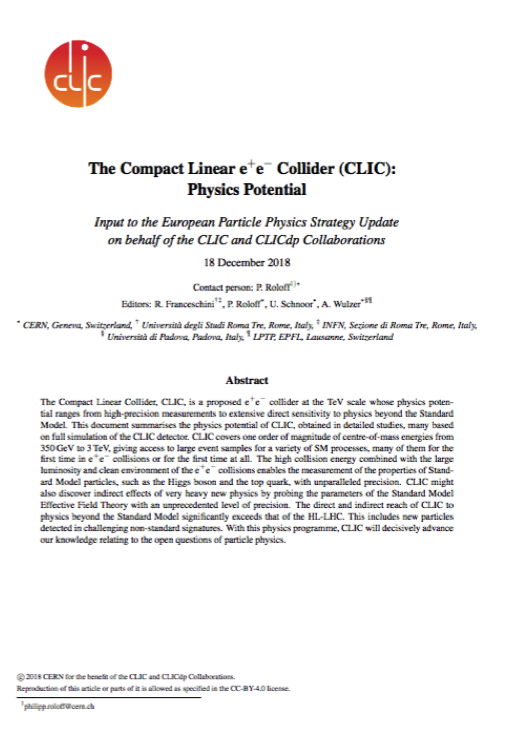 clic
The Compact Linear e⁺e⁻ Collider (CLIC):
Physics Potential
Input to the European Particle Physics Strategy Update
on behalf of the CLIC and CLICdp Collaborations
18 December 2018
Contact person: P. Roloff¹⁾*
Editors: R. Franceschini†‡, P. Roloff*, U. Schnoor*, A. Wulzer*§¶
* CERN, Geneva, Switzerland, † Università degli Studi Roma Tre, Rome, Italy, ‡ INFN, Sezione di Roma Tre, Rome, Italy,
§ Università di Padova, Padova, Italy, ¶ LPTP, EPFL, Lausanne, Switzerland
Abstract
The Compact Linear Collider, CLIC, is a proposed e⁺e⁻ collider at the TeV scale whose physics poten-
tial ranges from high-precision measurements to extensive direct sensitivity to physics beyond the Standard
Model. This document summarises the physics potential of CLIC, obtained in detailed studies, many based
on full simulation of the CLIC detector. CLIC covers one order of magnitude of centre-of-mass energies from
350 GeV to 3 TeV, giving access to large event samples for a variety of SM processes, many of them for the
first time in e⁺e⁻ collisions or for the first time at all. The high collision energy combined with the large
luminosity and clean environment of the e⁺e⁻ collisions enables the measurement of the properties of Stand-
ard Model particles, such as the Higgs boson and the top quark, with unparalleled precision. CLIC might
also discover indirect effects of very heavy new physics by probing the parameters of the Standard Model
Effective Field Theory with an unprecedented level of precision. The direct and indirect reach of CLIC to
physics beyond the Standard Model significantly exceeds that of the HL-LHC. This includes new particles
detected in challenging non-standard signatures. With this physics programme, CLIC will decisively advance
our knowledge relating to the open questions of particle physics.
© 2018 CERN for the benefit of the CLIC and CLICdp Collaborations.
Reproduction of this article or parts of it is allowed as specified in the CC-BY-4.0 license.
¹philipp.roloff@cern.ch